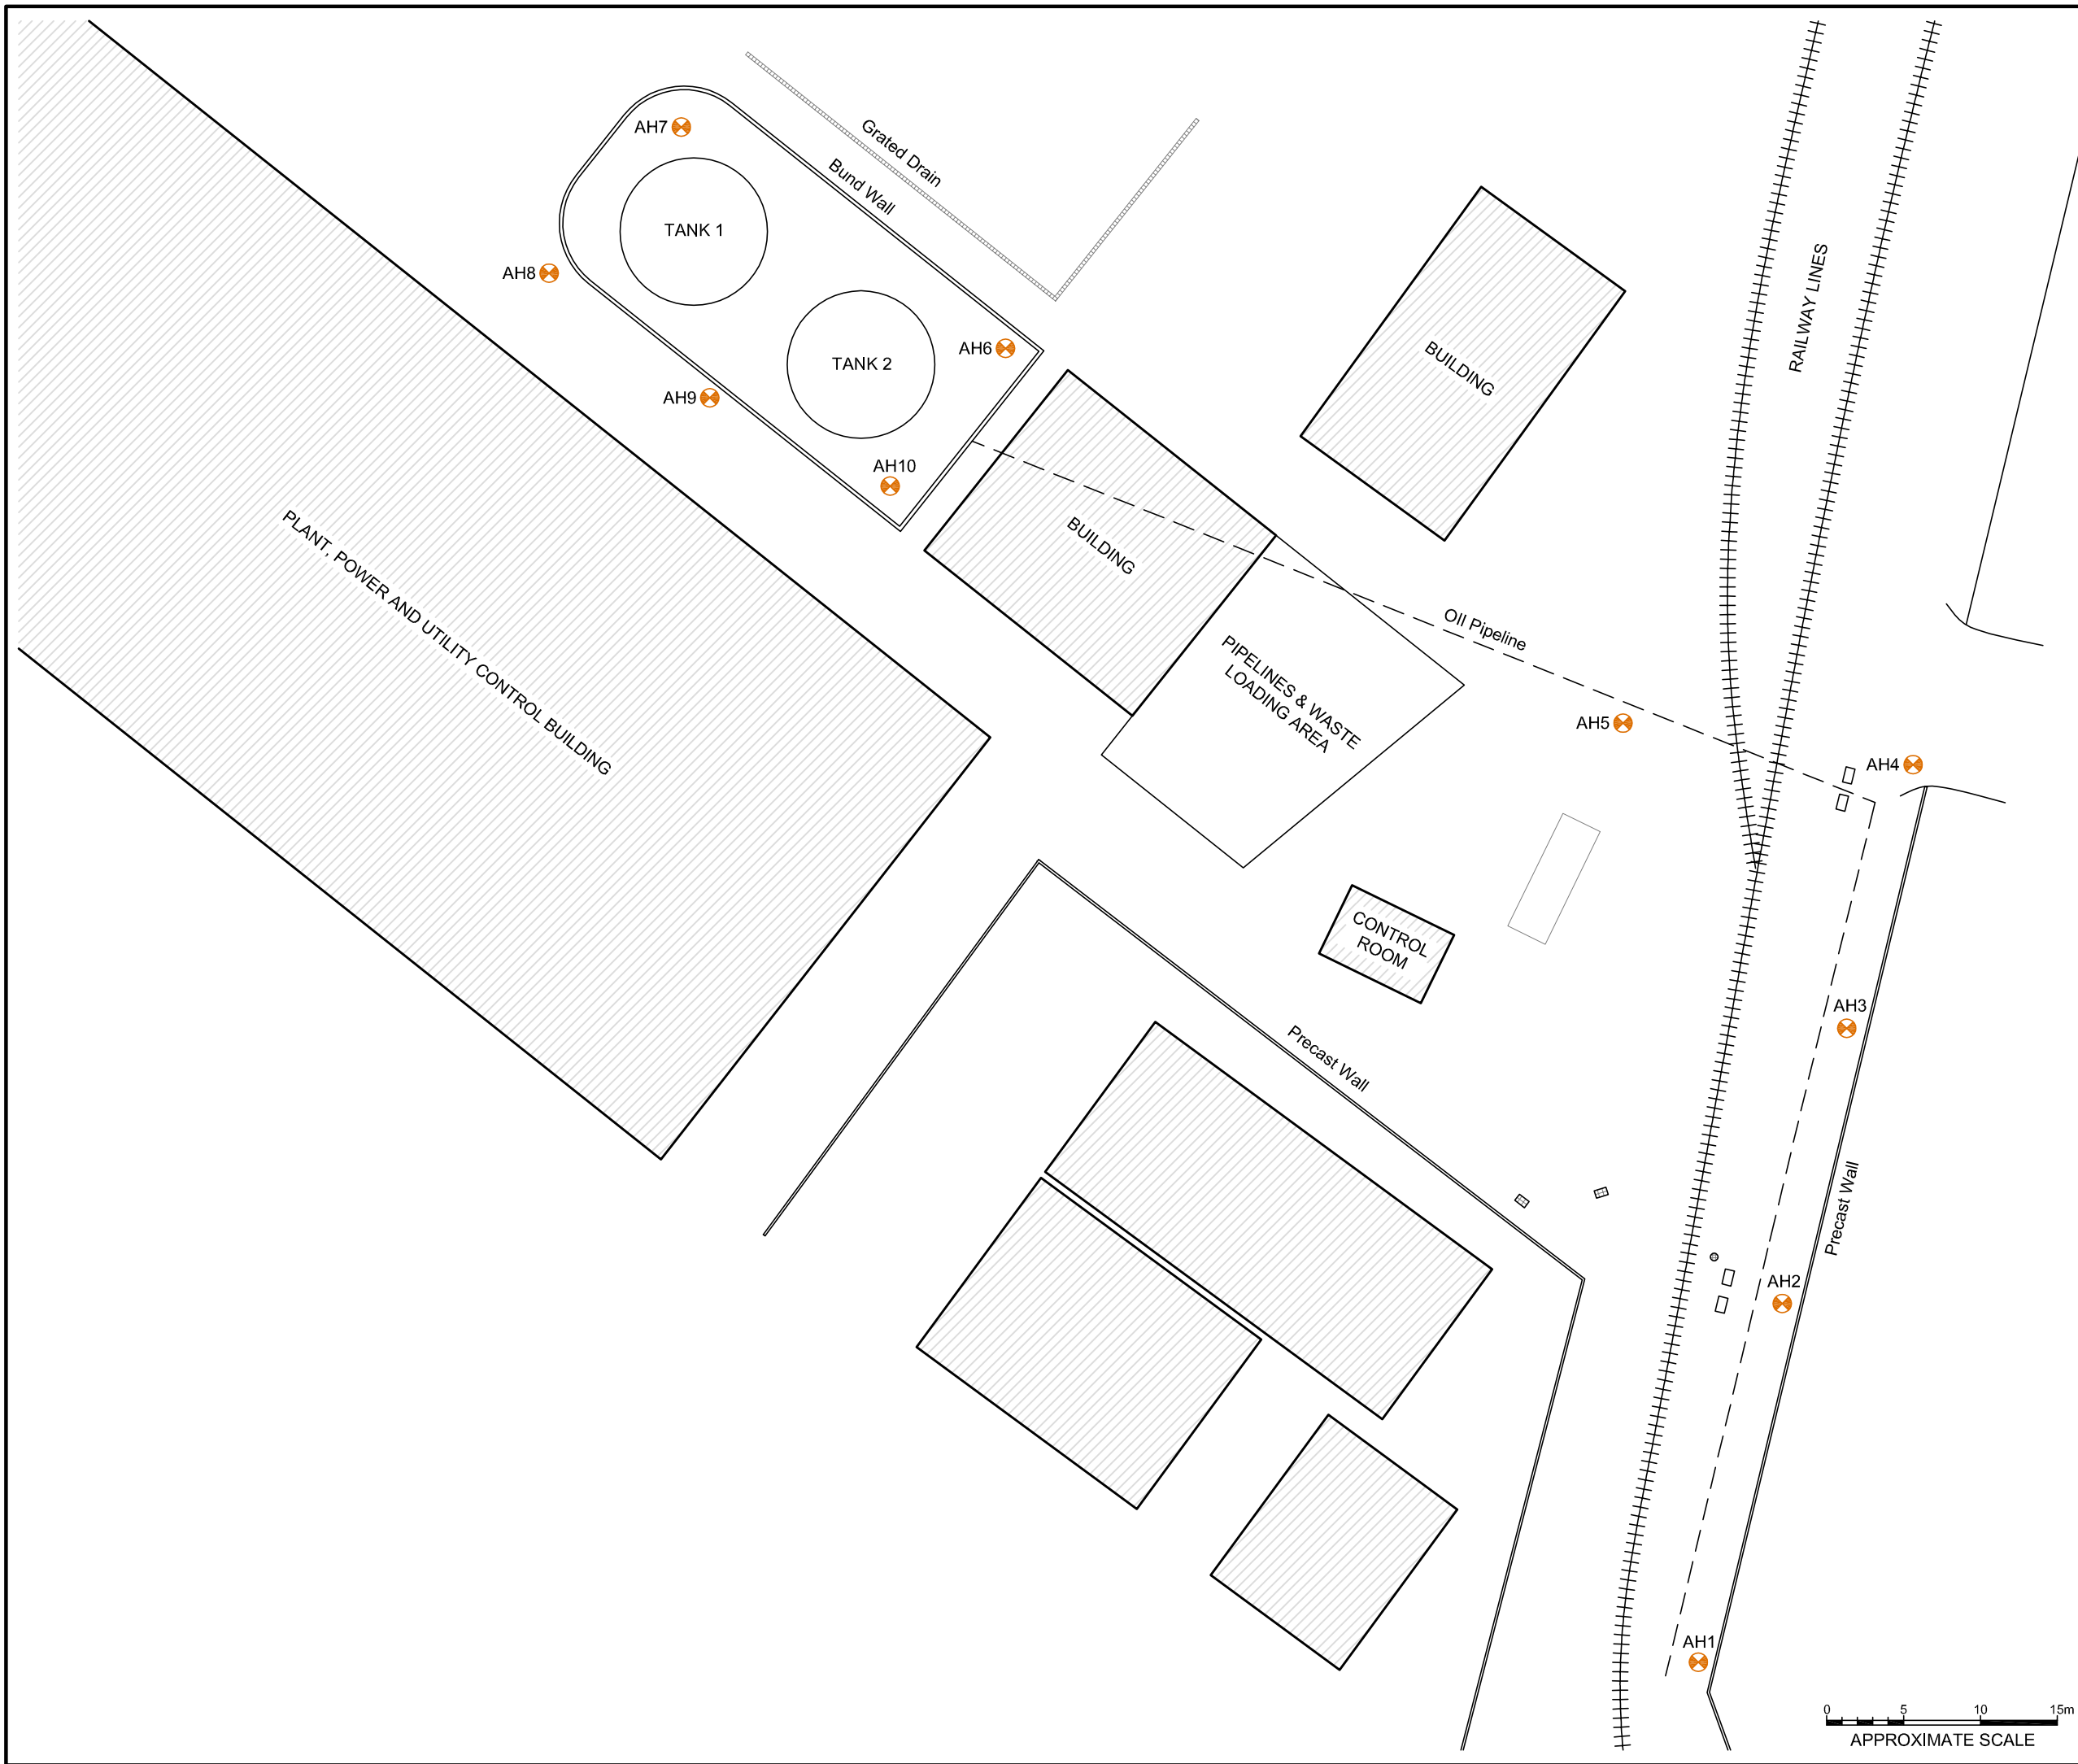 Grated Drain
AH7
Bund Wall
TANK 1
RAILWAY LINES
AH8
AH6
BUILDING
TANK 2
AH9
AH10
BUILDING
PLANT, POWER AND UTILITY CONTROL BUILDING
OIl Pipeline
PIPELINES & WASTE
LOADING AREA
AH5
AH4
CONTROL
ROOM
AH3
Precast Wall
Precast Wall
AH2
AH1
0 5 10 15m
APPROXIMATE SCALE